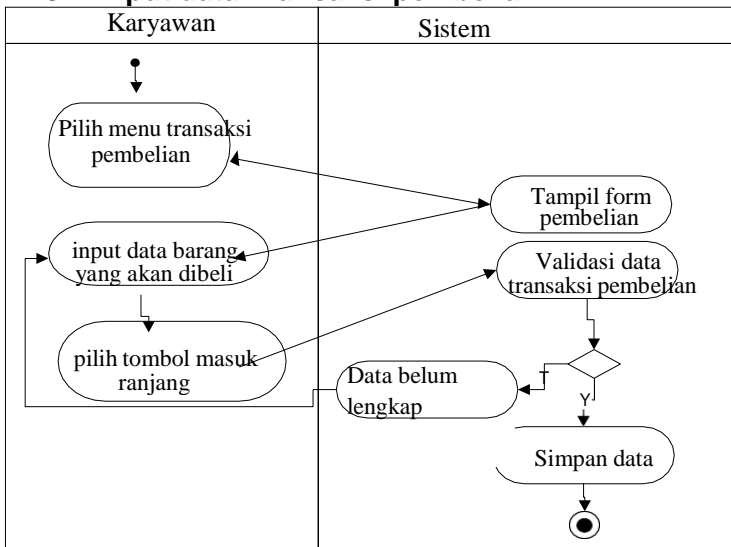 Karyawan
Sistem
Pilih menu transaksi
pembelian
Tampil form
pembelian
input data barang
yang akan dibeli
Validasi data
transaksi pembelian
pilih tombol masuk
ranjang
Data belum
lengkap
T
Y
Simpan data